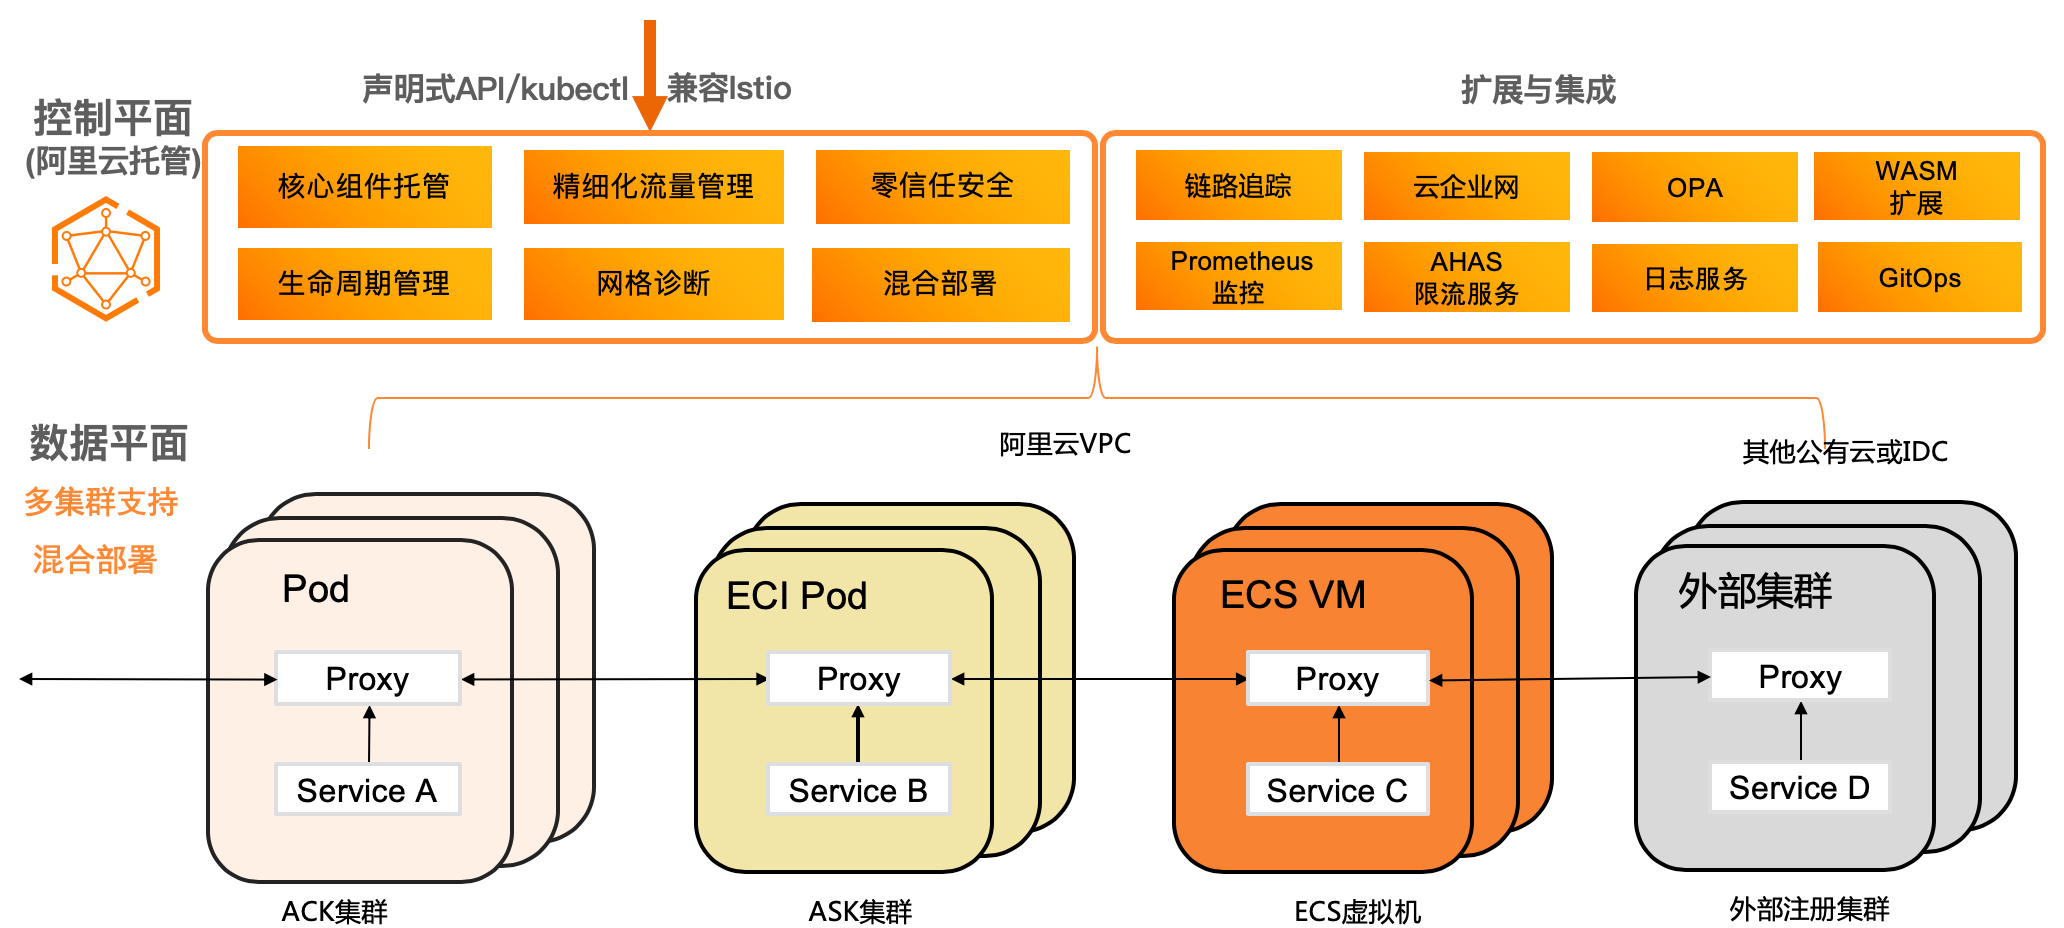 声明式API/kubectl
兼容Istio
扩展与集成
控制平面
(阿里云托管)
核心组件托管
精细化流量管理
零信任安全
链路追踪
云企业网
OPA
WASM
扩展
生命周期管理
网格诊断
混合部署
Prometheus
监控
AHAS
限流服务
日志服务
GitOps
数据平面
多集群支持
混合部署
阿里云VPC
其他公有云或IDC
Pod
ECI Pod
ECS VM
外部集群
Proxy
Proxy
Proxy
Proxy
Service A
Service B
Service C
Service D
ACK集群
ASK集群
ECS虚拟机
外部注册集群